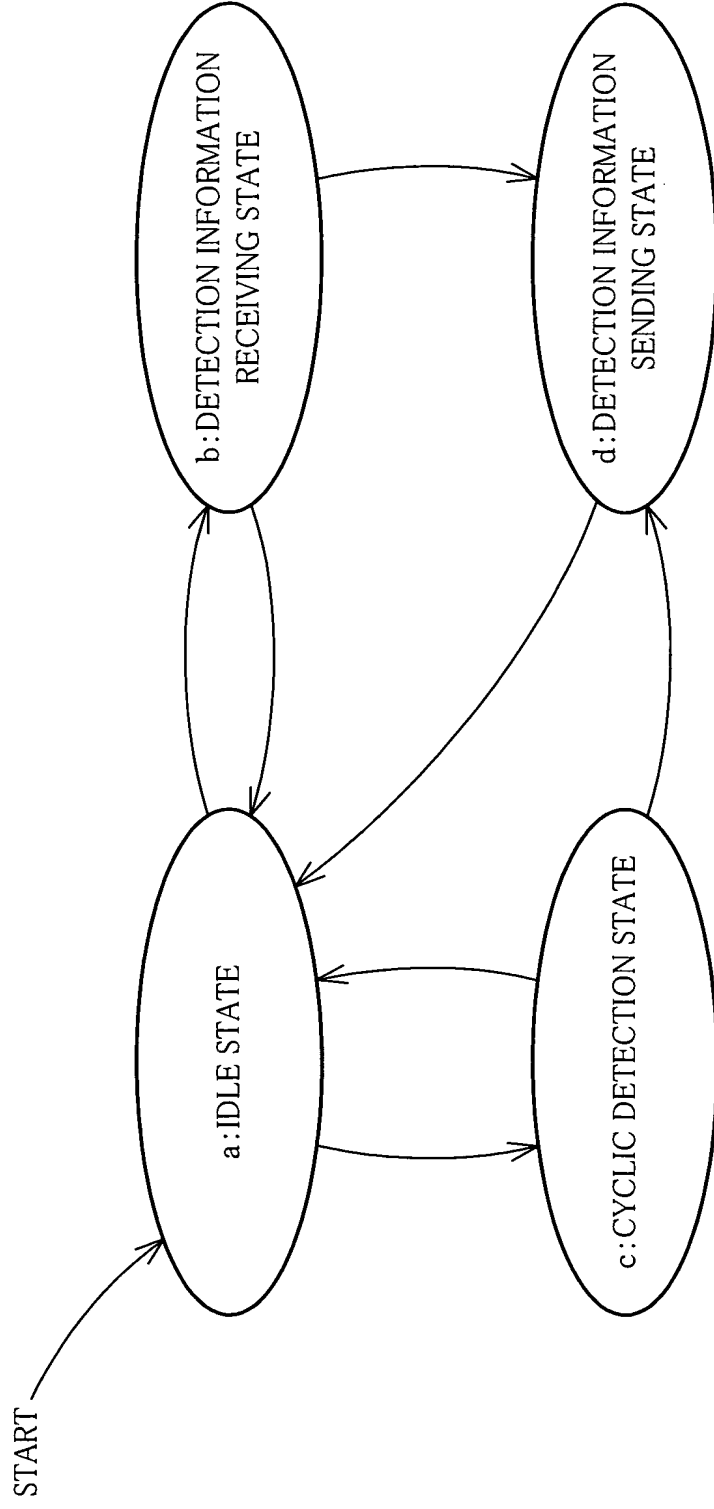 START
a:IDLE STATE
b:DETECTION INFORMATION
RECEIVING STATE
c:CYCLIC DETECTION STATE
d:DETECTION INFORMATION
SENDING STATE